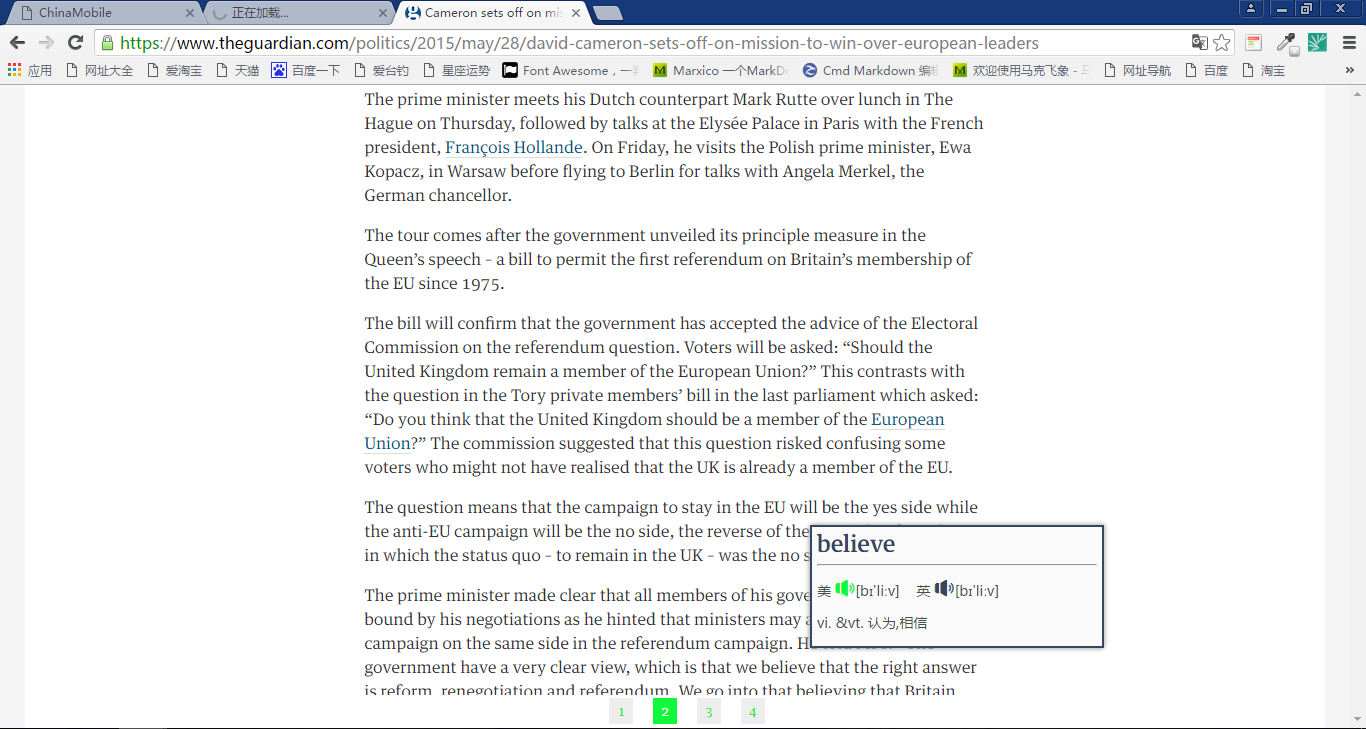 ChinaMobile
正在加载...
Cameron sets off on mis
https://www.theguardian.com/politics/2015/may/28/david-cameron-sets-off-on-mission-to-win-over-european-leaders
应用 网址大全 爱淘宝 天猫 百度一下 爱台钓 星座运势 Font Awesome，一 Marxico 一个MarkD Cmd Markdown 编辑 欢迎使用马克飞象 - 网址导航 百度 淘宝 »
The prime minister meets his Dutch counterpart Mark Rutte over lunch in The
Hague on Thursday, followed by talks at the Elysée Palace in Paris with the French
president, François Hollande. On Friday, he visits the Polish prime minister, Ewa
Kopacz, in Warsaw before flying to Berlin for talks with Angela Merkel, the
German chancellor.
The tour comes after the government unveiled its principle measure in the
Queen’s speech – a bill to permit the first referendum on Britain’s membership of
the EU since 1975.
The bill will confirm that the government has accepted the advice of the Electoral
Commission on the referendum question. Voters will be asked: “Should the
United Kingdom remain a member of the European Union?” This contrasts with
the question in the Tory private members’ bill in the last parliament which asked:
“Do you think that the United Kingdom should be a member of the European
Union?” The commission suggested that this question risked confusing some
voters who might not have realised that the UK is already a member of the EU.
The question means that the campaign to stay in the EU will be the yes side while
the anti-EU campaign will be the no side, the reverse of the
in which the status quo – to remain in the UK – was the no s
The prime minister made clear that all members of his gove
bound by his negotiations as he hinted that ministers may a
campaign on the same side in the referendum campaign. H
government have a very clear view, which is that we believe that the right answer
is reform, renegotiation and referendum. We go into that believing that Britain
believe
美 [bɪˈliːv] 英 [bɪˈliːv]
vi. &vt. 认为,相信
1 2 3 4